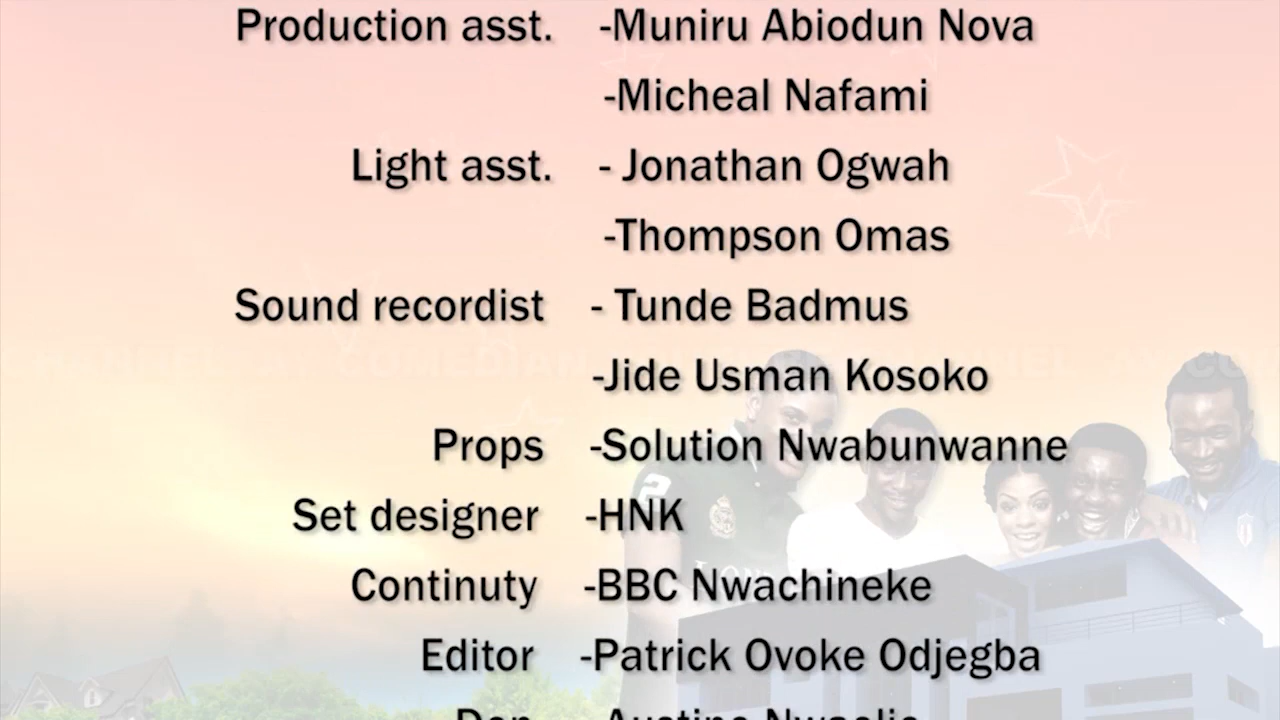 Production asst. -Muniru Abiodun Nova
-Micheal Nafami
Light asst. - Jonathan Ogwah
-Thompson Omas
Sound recordist - Tunde Badmus
-Jide Usman Kosoko
Props -Solution Nwabunwanne
Set designer -HNK
Continuty -BBC Nwachineke
Editor -Patrick Ovoke Odjegba